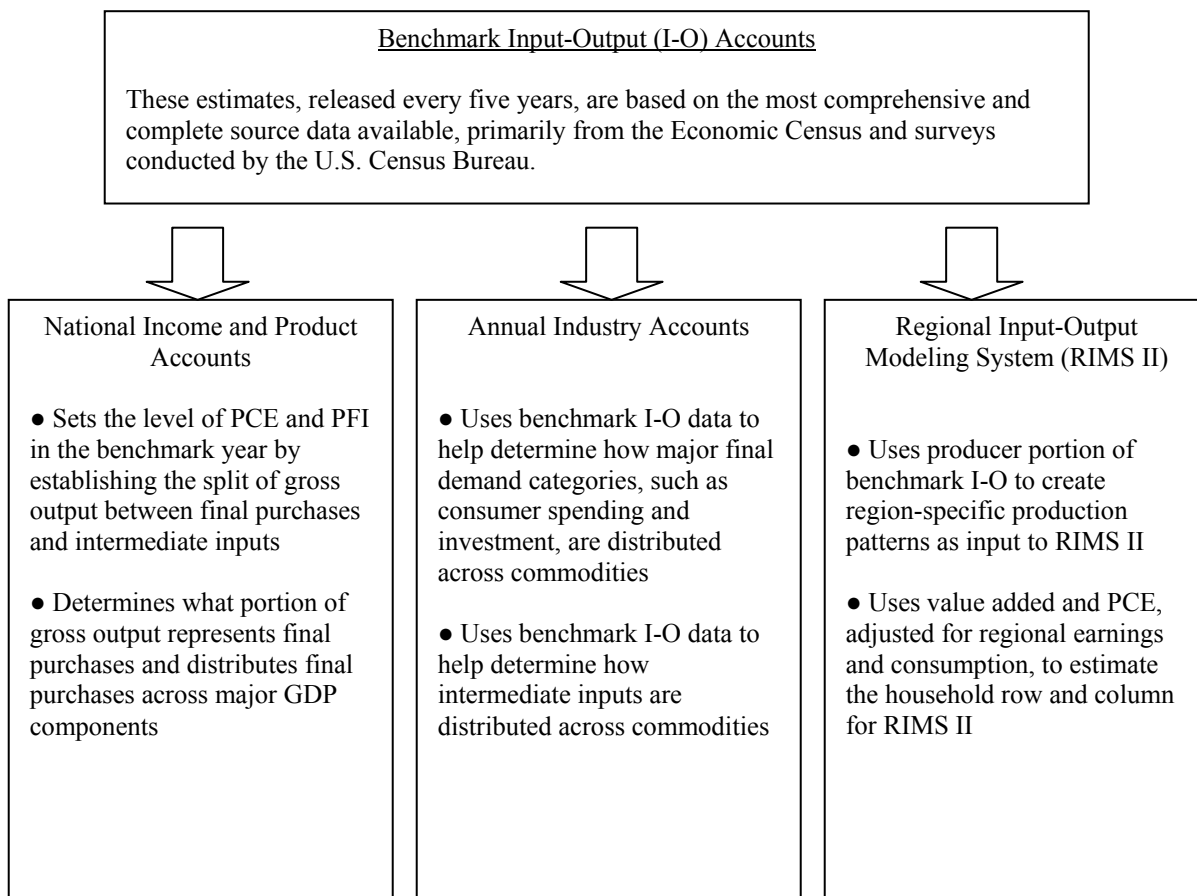 Benchmark Input-Output (I-O) Accounts
These estimates, released every five years, are based on the most comprehensive and
complete source data available, primarily from the Economic Census and surveys
conducted by the U.S. Census Bureau.
National Income and Product
Accounts
● Sets the level of PCE and PFI
in the benchmark year by
establishing the split of gross
output between final purchases
and intermediate inputs
● Determines what portion of
gross output represents final
purchases and distributes final
purchases across major GDP
components
Annual Industry Accounts
● Uses benchmark I-O data to
help determine how major final
demand categories, such as
consumer spending and
investment, are distributed
across commodities
● Uses benchmark I-O data to
help determine how
intermediate inputs are
distributed across commodities
Regional Input-Output
Modeling System (RIMS II)
● Uses producer portion of
benchmark I-O to create
region-specific production
patterns as input to RIMS II
● Uses value added and PCE,
adjusted for regional earnings
and consumption, to estimate
the household row and column
for RIMS II